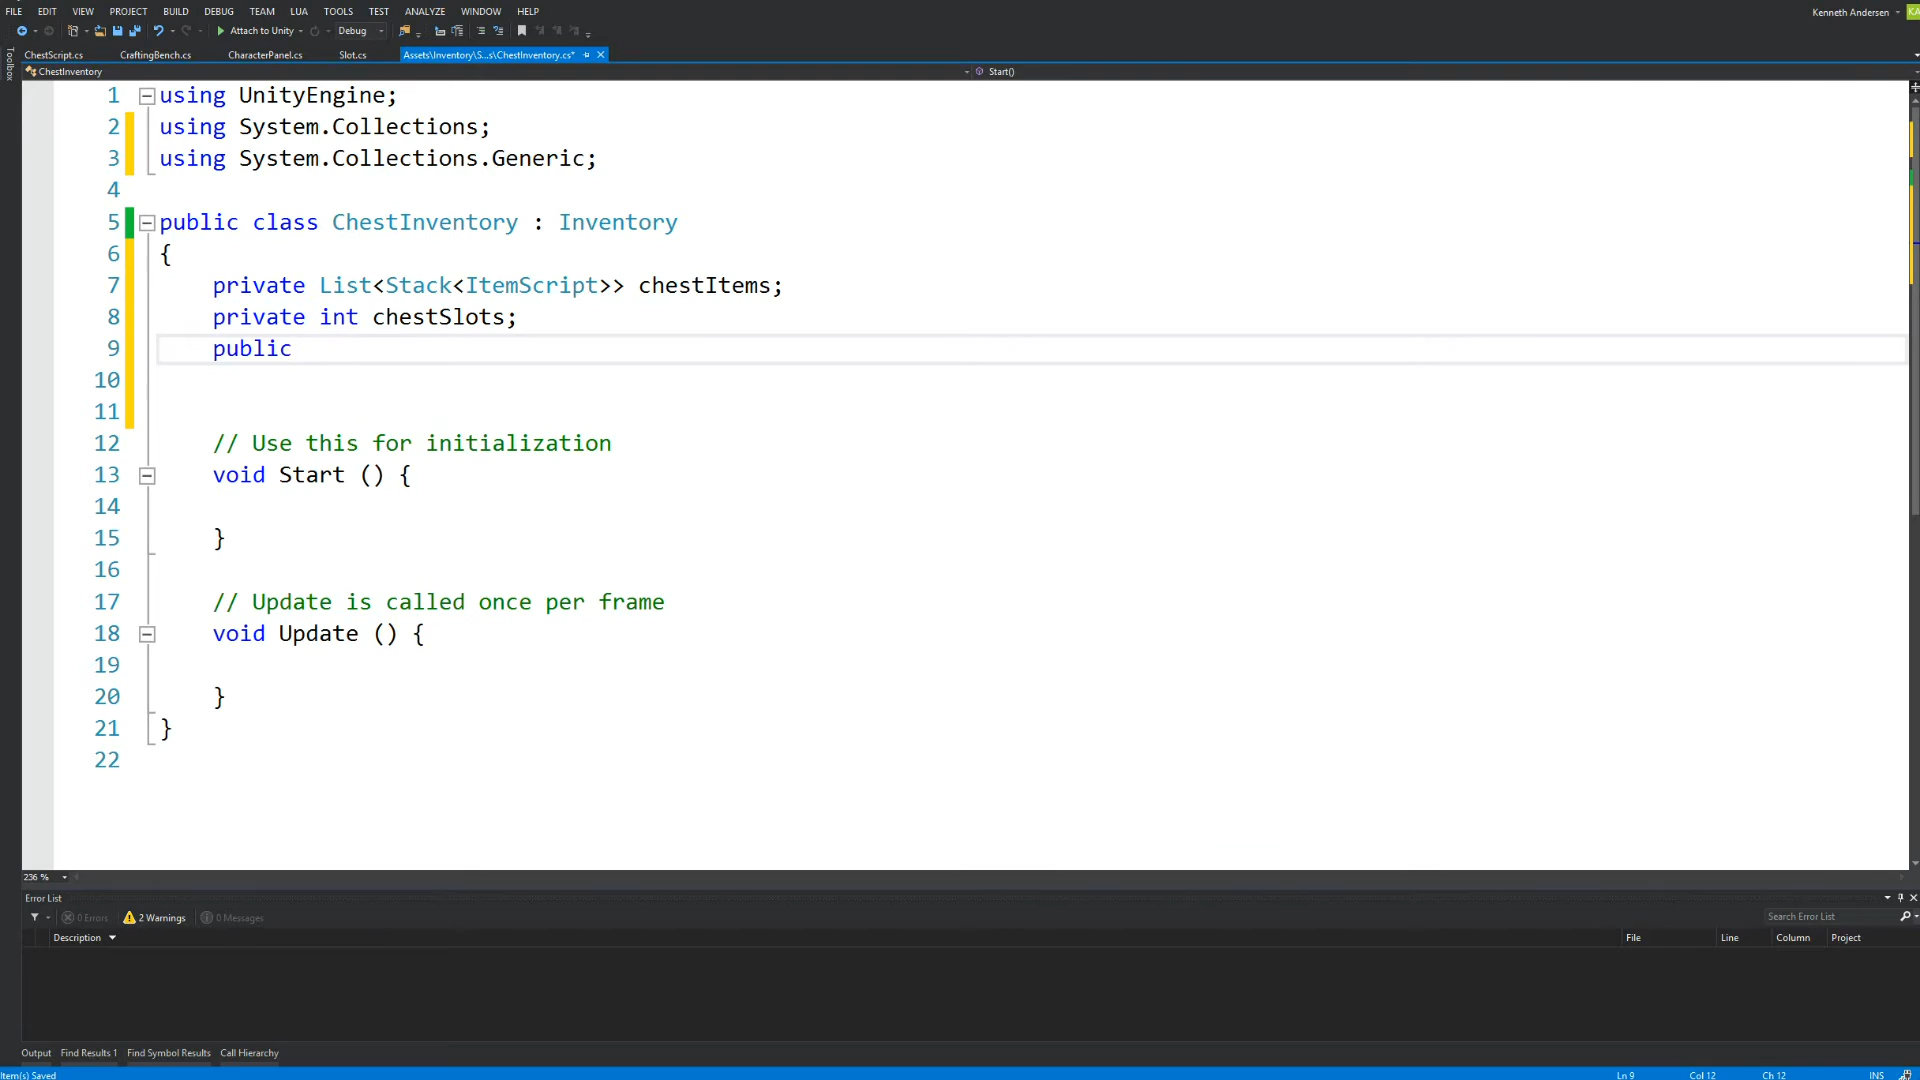 FILE EDIT VIEW PROJECT BUILD DEBUG TEAM LUA TOOLS TEST ANALYZE WINDOW HELP
Kenneth Andersen KA
Attach to Unity Debug
Toolbox
ChestScript.cs CraftingBench.cs CharacterPanel.cs Slot.cs Assets\Inventory\S...s\ChestInventory.cs*
ChestInventory Start()
1 using UnityEngine;
2 using System.Collections;
3 using System.Collections.Generic;
4
5 public class ChestInventory : Inventory
6 {
7 private List<Stack<ItemScript>> chestItems;
8 private int chestSlots;
9 public
10
11
12 // Use this for initialization
13 void Start () {
14
15 }
16
17 // Update is called once per frame
18 void Update () {
19
20 }
21 }
22
236 %
Error List
0 Errors 2 Warnings 0 Messages Search Error List
Description File Line Column Project
Output Find Results 1 Find Symbol Results Call Hierarchy
Item(s) Saved Ln 9 Col 12 Ch 12 INS